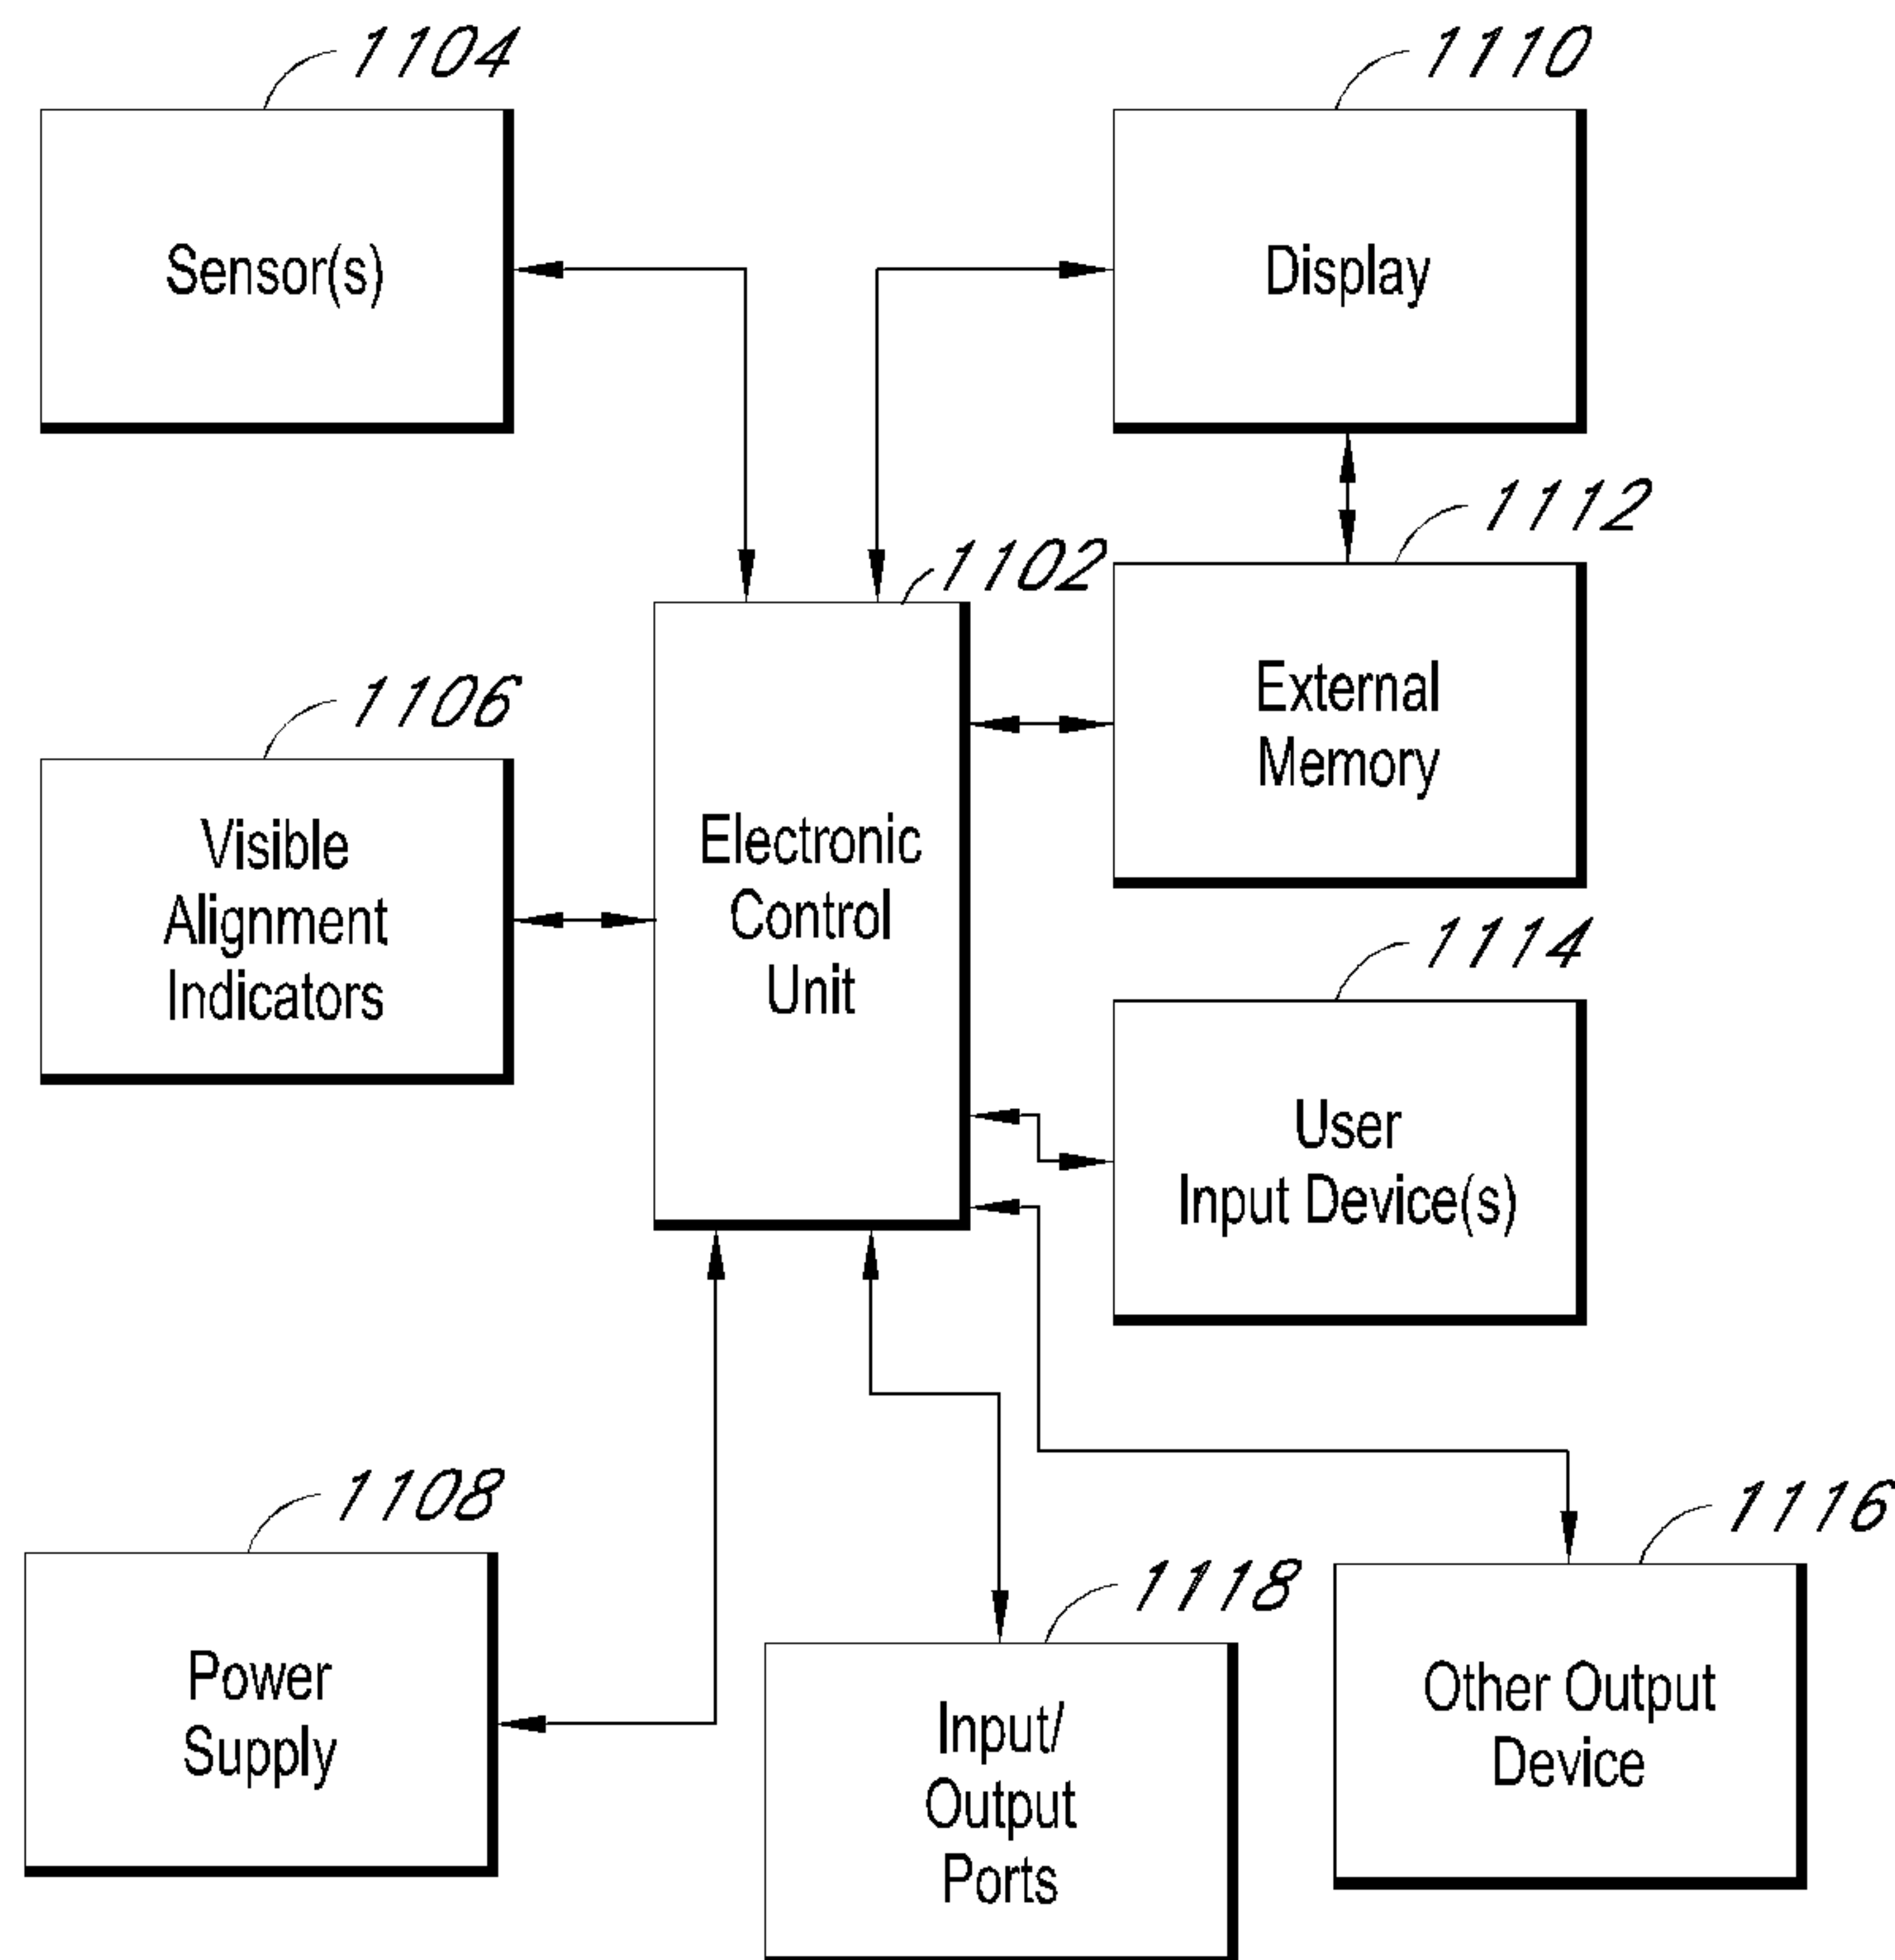 1104
Sensor(s)
1110
Display
1112
External
Memory
1102
Electronic
Control
Unit
1106
Visible
Alignment
Indicators
1114
User
Input Device(s)
1108
Power
Supply
1118
Input/
Output
Ports
1116
Other Output
Device